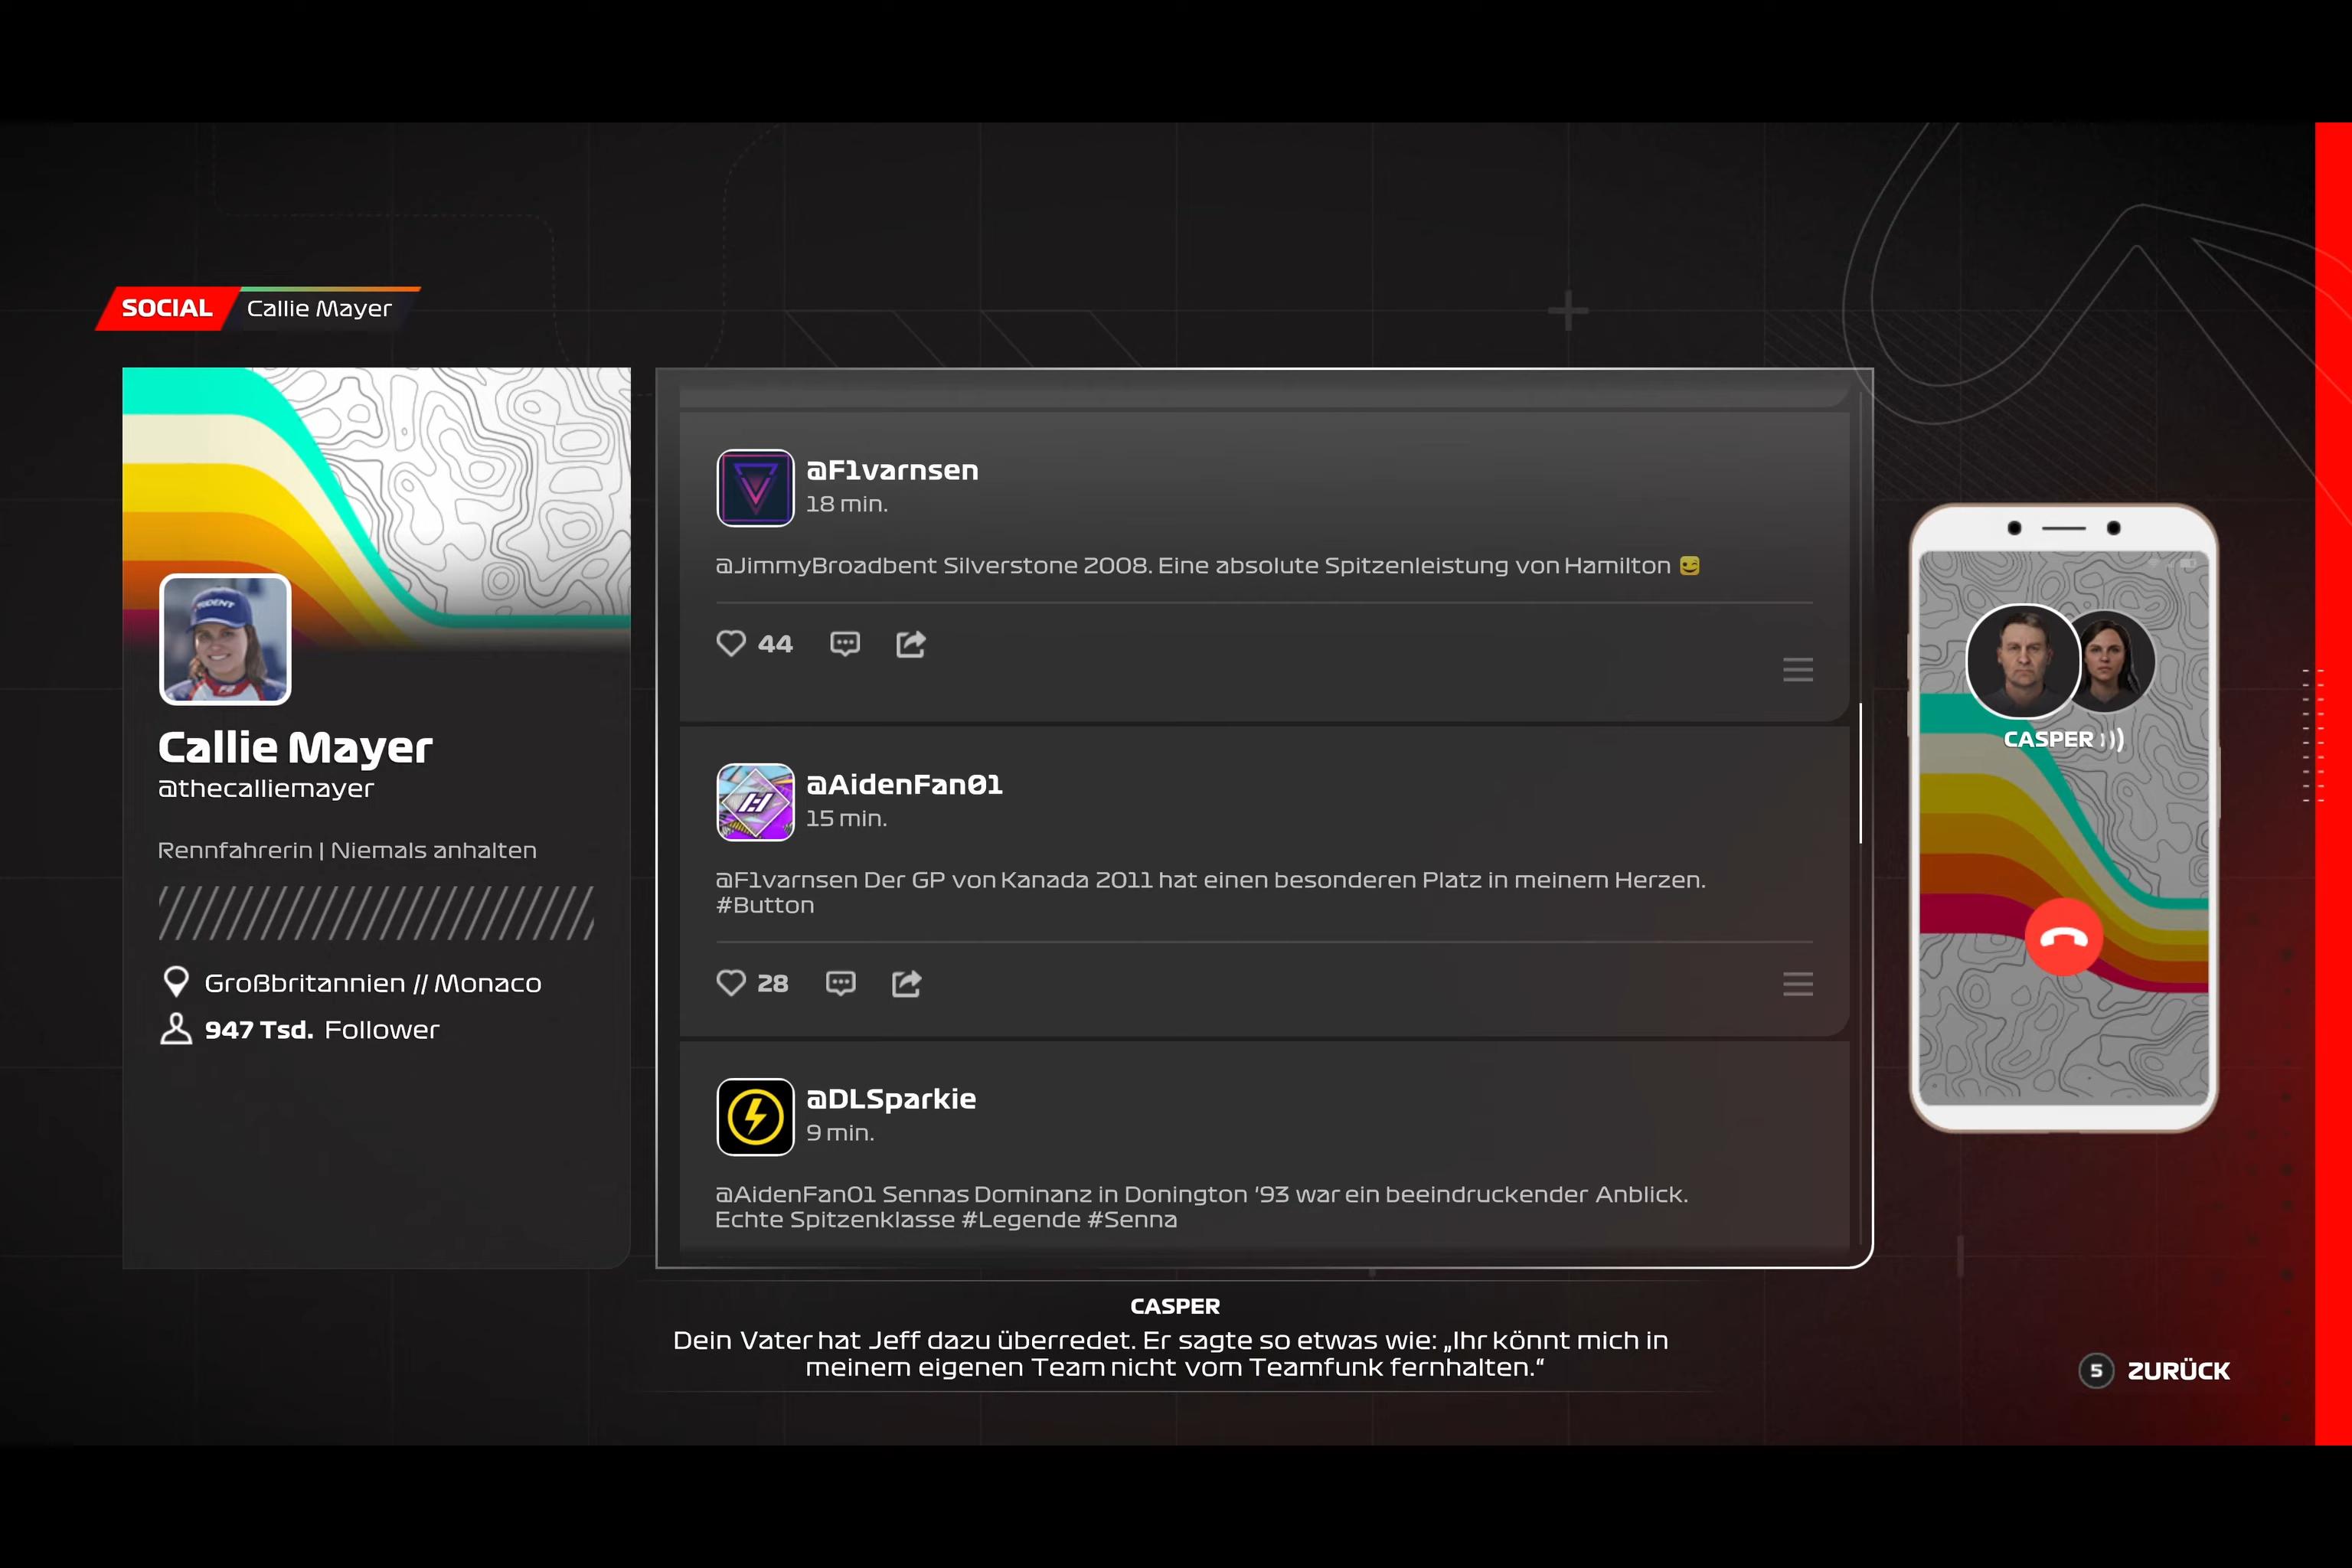 SOCIAL Callie Mayer
Callie Mayer
@thecalliemayer
Rennfahrerin | Niemals anhalten
Großbritannien // Monaco
947 Tsd. Follower
@F1varnsen
18 min.
@JimmyBroadbent Silverstone 2008. Eine absolute Spitzenleistung von Hamilton 😉
44
@AidenFan01
15 min.
@F1varnsen Der GP von Kanada 2011 hat einen besonderen Platz in meinem Herzen.
#Button
28
@DLSparkie
9 min.
@AidenFan01 Sennas Dominanz in Donington '93 war ein beeindruckender Anblick.
Echte Spitzenklasse #Legende #Senna
CASPER
CASPER
Dein Vater hat Jeff dazu überredet. Er sagte so etwas wie: „Ihr könnt mich in
meinem eigenen Team nicht vom Teamfunk fernhalten.“
5 ZURÜCK